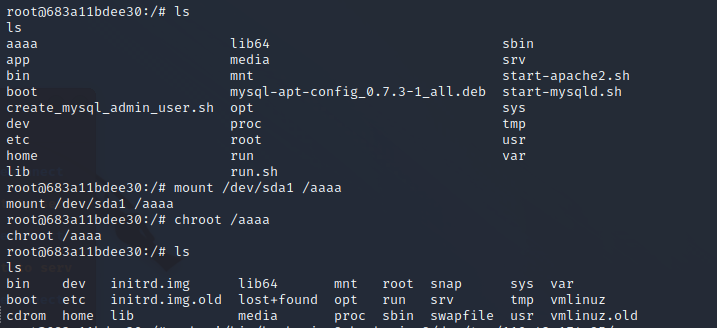 root@683a11bdee30:/# ls
ls
aaaa lib64 sbin
app media srv
bin mnt start-apache2.sh
boot mysql-apt-config_0.7.3-1_all.deb start-mysqld.sh
create_mysql_admin_user.sh opt sys
dev proc tmp
etc root usr
home run var
lib run.sh
root@683a11bdee30:/# mount /dev/sda1 /aaaa
mount /dev/sda1 /aaaa
root@683a11bdee30:/# chroot /aaaa
chroot /aaaa
root@683a11bdee30:/# ls
ls
bin dev initrd.img lib64 mnt root snap sys var
boot etc initrd.img.old lost+found opt run srv tmp vmlinuz
cdrom home lib media proc sbin swapfile usr vmlinuz.old